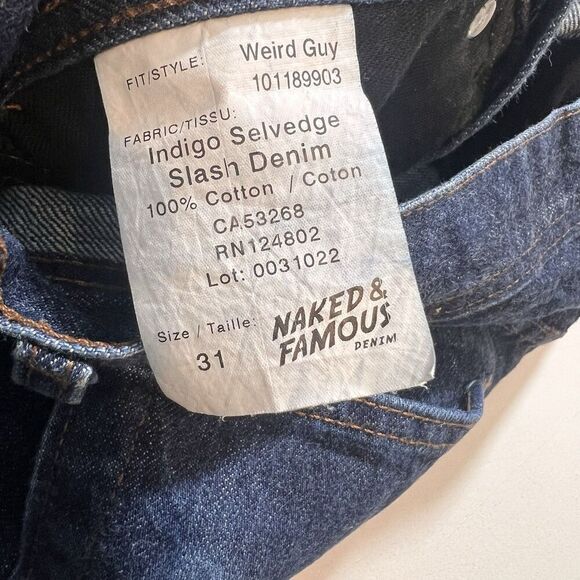 FIT/STYLE: Weird Guy
101189903
FABRIC/TISSU:
Indigo Selvedge
Slash Denim
100% Cotton / Coton
CA53268
RN124802
Lot: 0031022
Size / Taille:
31
NAKED &
FAMOUS
DENIM